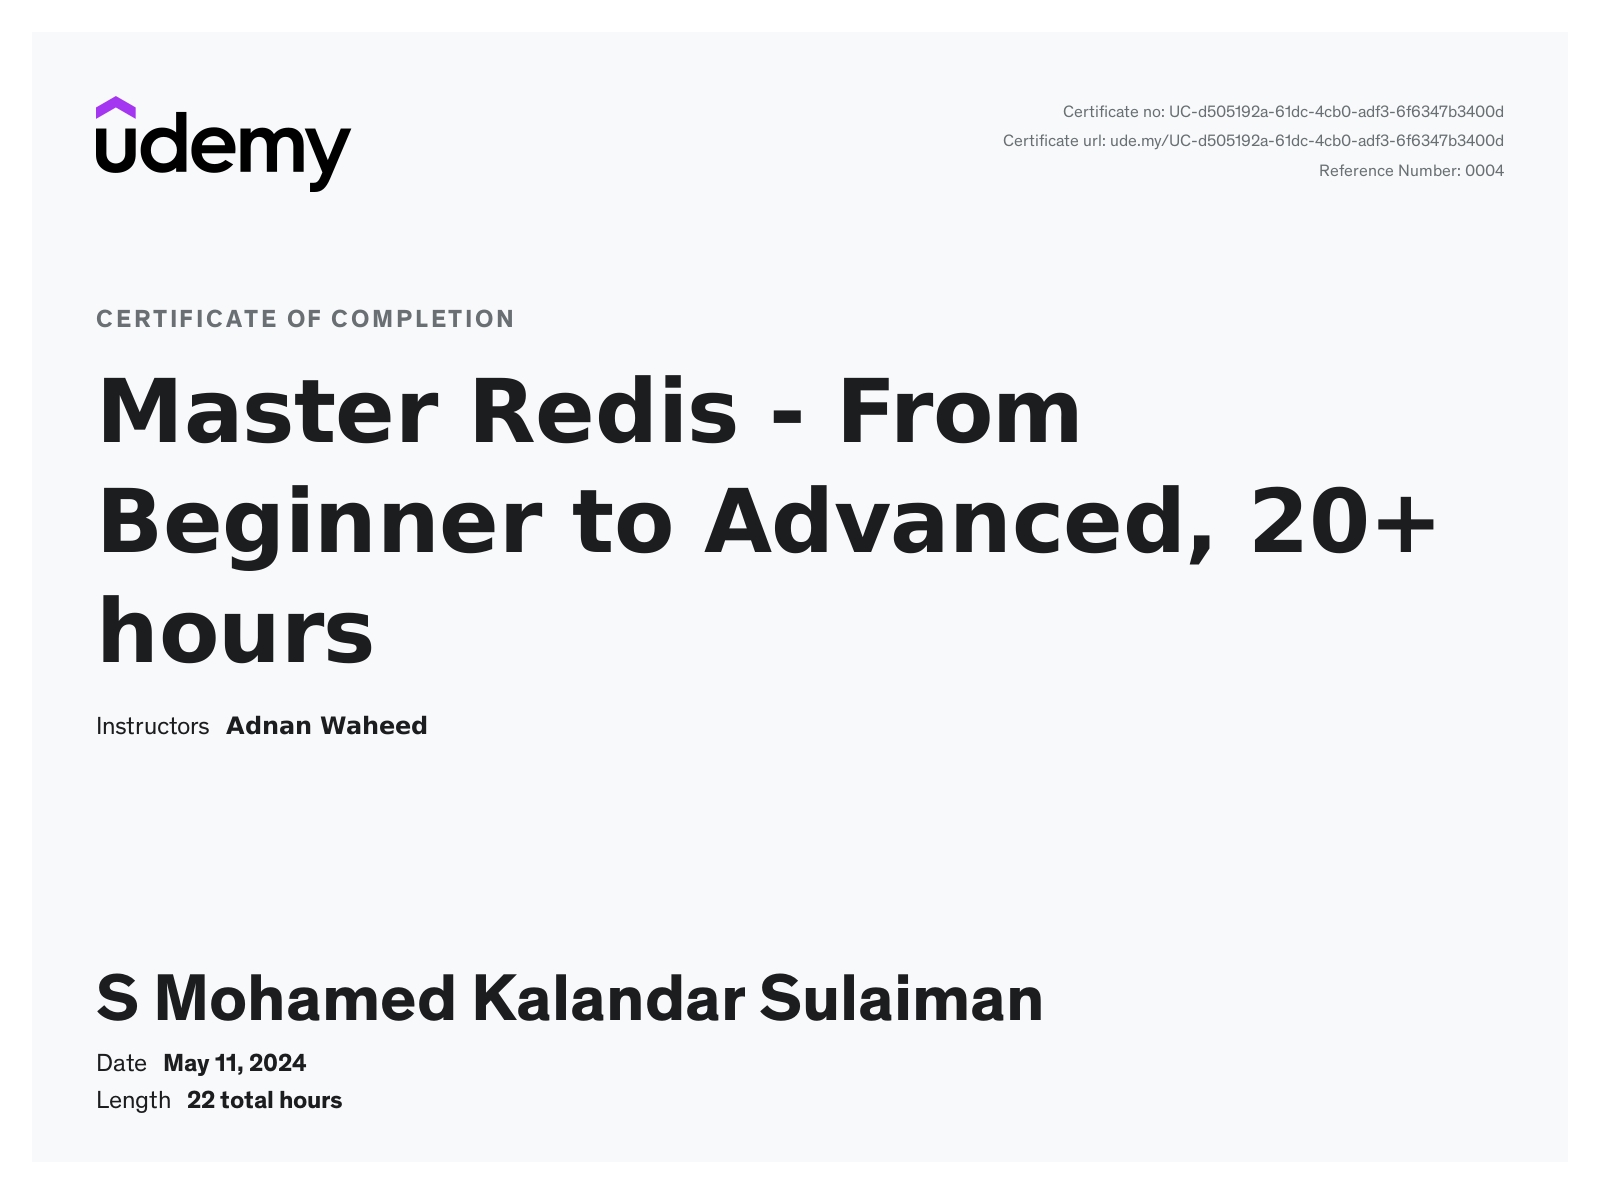 udemy
Certificate no: UC-d505192a-61dc-4cb0-adf3-6f6347b3400d
Certificate url: ude.my/UC-d505192a-61dc-4cb0-adf3-6f6347b3400d
Reference Number: 0004
CERTIFICATE OF COMPLETION
Master Redis - From
Beginner to Advanced, 20+
hours
Instructors Adnan Waheed
S Mohamed Kalandar Sulaiman
Date May 11, 2024
Length 22 total hours